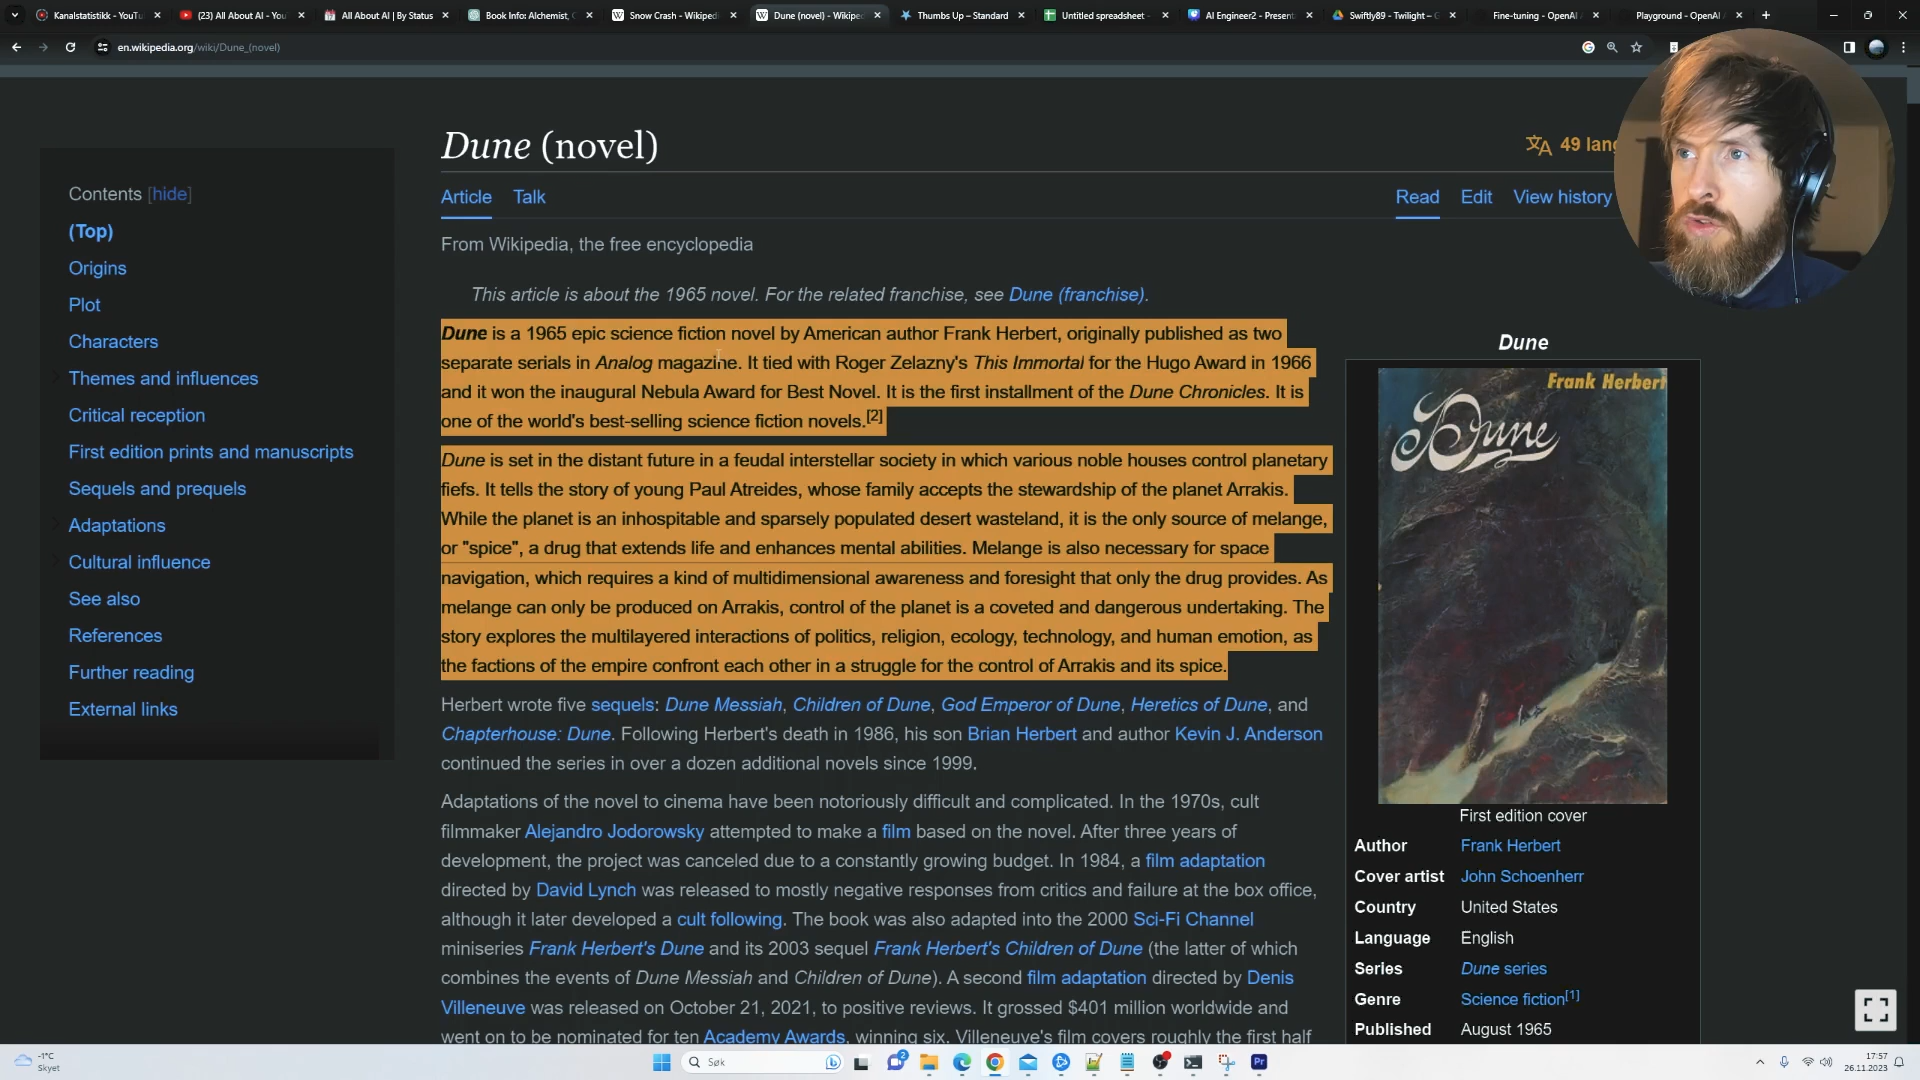 Kanalstatistikk - YouTu
(23) All About AI - You
All About AI | By Status
Book Info: Alchemist,
Snow Crash - Wikiped
Dune (novel) - Wikipe
Thumbs Up – Standard
Untitled spreadsheet -
AI Engineer2 - Present
Swiftly89 - Twilight – G
Fine-tuning - OpenAI
Playground - OpenAI
en.wikipedia.org/wiki/Dune_(novel)
Contents [hide]
(Top)
Origins
Plot
Characters
Themes and influences
Critical reception
First edition prints and manuscripts
Sequels and prequels
Adaptations
Cultural influence
See also
References
Further reading
External links
Dune (novel)
文A 49 lang
Article Talk
Read Edit View history
From Wikipedia, the free encyclopedia
This article is about the 1965 novel. For the related franchise, see Dune (franchise).
Dune is a 1965 epic science fiction novel by American author Frank Herbert, originally published as two
separate serials in Analog magazine. It tied with Roger Zelazny's This Immortal for the Hugo Award in 1966
and it won the inaugural Nebula Award for Best Novel. It is the first installment of the Dune Chronicles. It is
one of the world's best-selling science fiction novels.[2]
Dune is set in the distant future in a feudal interstellar society in which various noble houses control planetary
fiefs. It tells the story of young Paul Atreides, whose family accepts the stewardship of the planet Arrakis.
While the planet is an inhospitable and sparsely populated desert wasteland, it is the only source of melange,
or "spice", a drug that extends life and enhances mental abilities. Melange is also necessary for space
navigation, which requires a kind of multidimensional awareness and foresight that only the drug provides. As
melange can only be produced on Arrakis, control of the planet is a coveted and dangerous undertaking. The
story explores the multilayered interactions of politics, religion, ecology, technology, and human emotion, as
the factions of the empire confront each other in a struggle for the control of Arrakis and its spice.
Herbert wrote five sequels: Dune Messiah, Children of Dune, God Emperor of Dune, Heretics of Dune, and
Chapterhouse: Dune. Following Herbert's death in 1986, his son Brian Herbert and author Kevin J. Anderson
continued the series in over a dozen additional novels since 1999.
Adaptations of the novel to cinema have been notoriously difficult and complicated. In the 1970s, cult
filmmaker Alejandro Jodorowsky attempted to make a film based on the novel. After three years of
development, the project was canceled due to a constantly growing budget. In 1984, a film adaptation
directed by David Lynch was released to mostly negative responses from critics and failure at the box office,
although it later developed a cult following. The book was also adapted into the 2000 Sci-Fi Channel
miniseries Frank Herbert's Dune and its 2003 sequel Frank Herbert's Children of Dune (the latter of which
combines the events of Dune Messiah and Children of Dune). A second film adaptation directed by Denis
Villeneuve was released on October 21, 2021, to positive reviews. It grossed $401 million worldwide and
went on to be nominated for ten Academy Awards, winning six. Villeneuve's film covers roughly the first half
Dune
Frank Herbert
Dune
First edition cover
Author Frank Herbert
Cover artist John Schoenherr
Country United States
Language English
Series Dune series
Genre Science fiction[1]
Published August 1965
-1°C
Skyet
Søk
2
Pr
17:57
26.11.2023